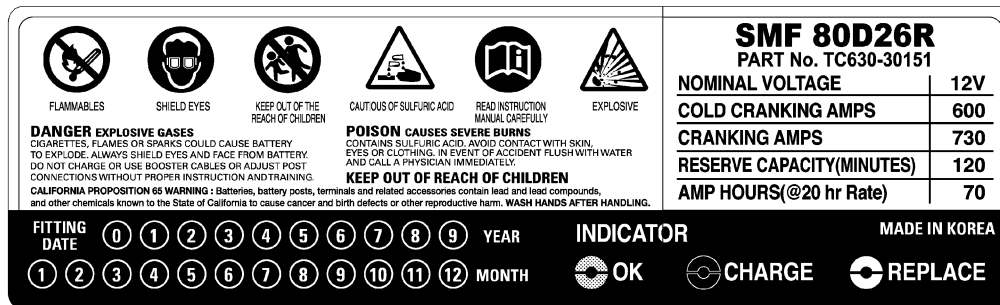 FLAMMABLES
SHIELD EYES
KEEP OUT OF THE
REACH OF CHILDREN
CAUTIOUS OF SULFURIC ACID
READ INSTRUCTION
MANUAL CAREFULLY
EXPLOSIVE
DANGER EXPLOSIVE GASES
CIGARETTES, FLAMES OR SPARKS COULD CAUSE BATTERY
TO EXPLODE. ALWAYS SHIELD EYES AND FACE FROM BATTERY.
DO NOT CHARGE OR USE BOOSTER CABLES OR ADJUST POST
CONNECTIONS WITHOUT PROPER INSTRUCTION ANDTRAINING.
POISON CAUSES SEVERE BURNS
CONTAINS SULFURIC ACID. AVOID CONTACT WITH SKIN,
EYES OR CLOTHING. IN EVENT OF ACCIDENT FLUSH WITH WATER
AND CALL A PHYSICIAN IMMEDIATELY.
KEEP OUT OF REACH OF CHILDREN
CALIFORNIA PROPOSITION 65 WARNING : Batteries, battery posts, terminals and related accessories contain lead and lead compounds,
and other chemicals known to the State of California to cause cancer and birth defects or other reproductive harm. WASH HANDS AFTER HANDLING.
SMF 80D26R
PART No. TC630-30151
NOMINAL VOLTAGE 12V
COLD CRANKING AMPS 600
CRANKING AMPS 730
RESERVE CAPACITY(MINUTES) 120
AMP HOURS(@20 hr Rate) 70
FITTING
DATE
0 1 2 3 4 5 6 7 8 9 YEAR
1 2 3 4 5 6 7 8 9 10 11 12 MONTH
INDICATOR
MADE IN KOREA
OK CHARGE REPLACE